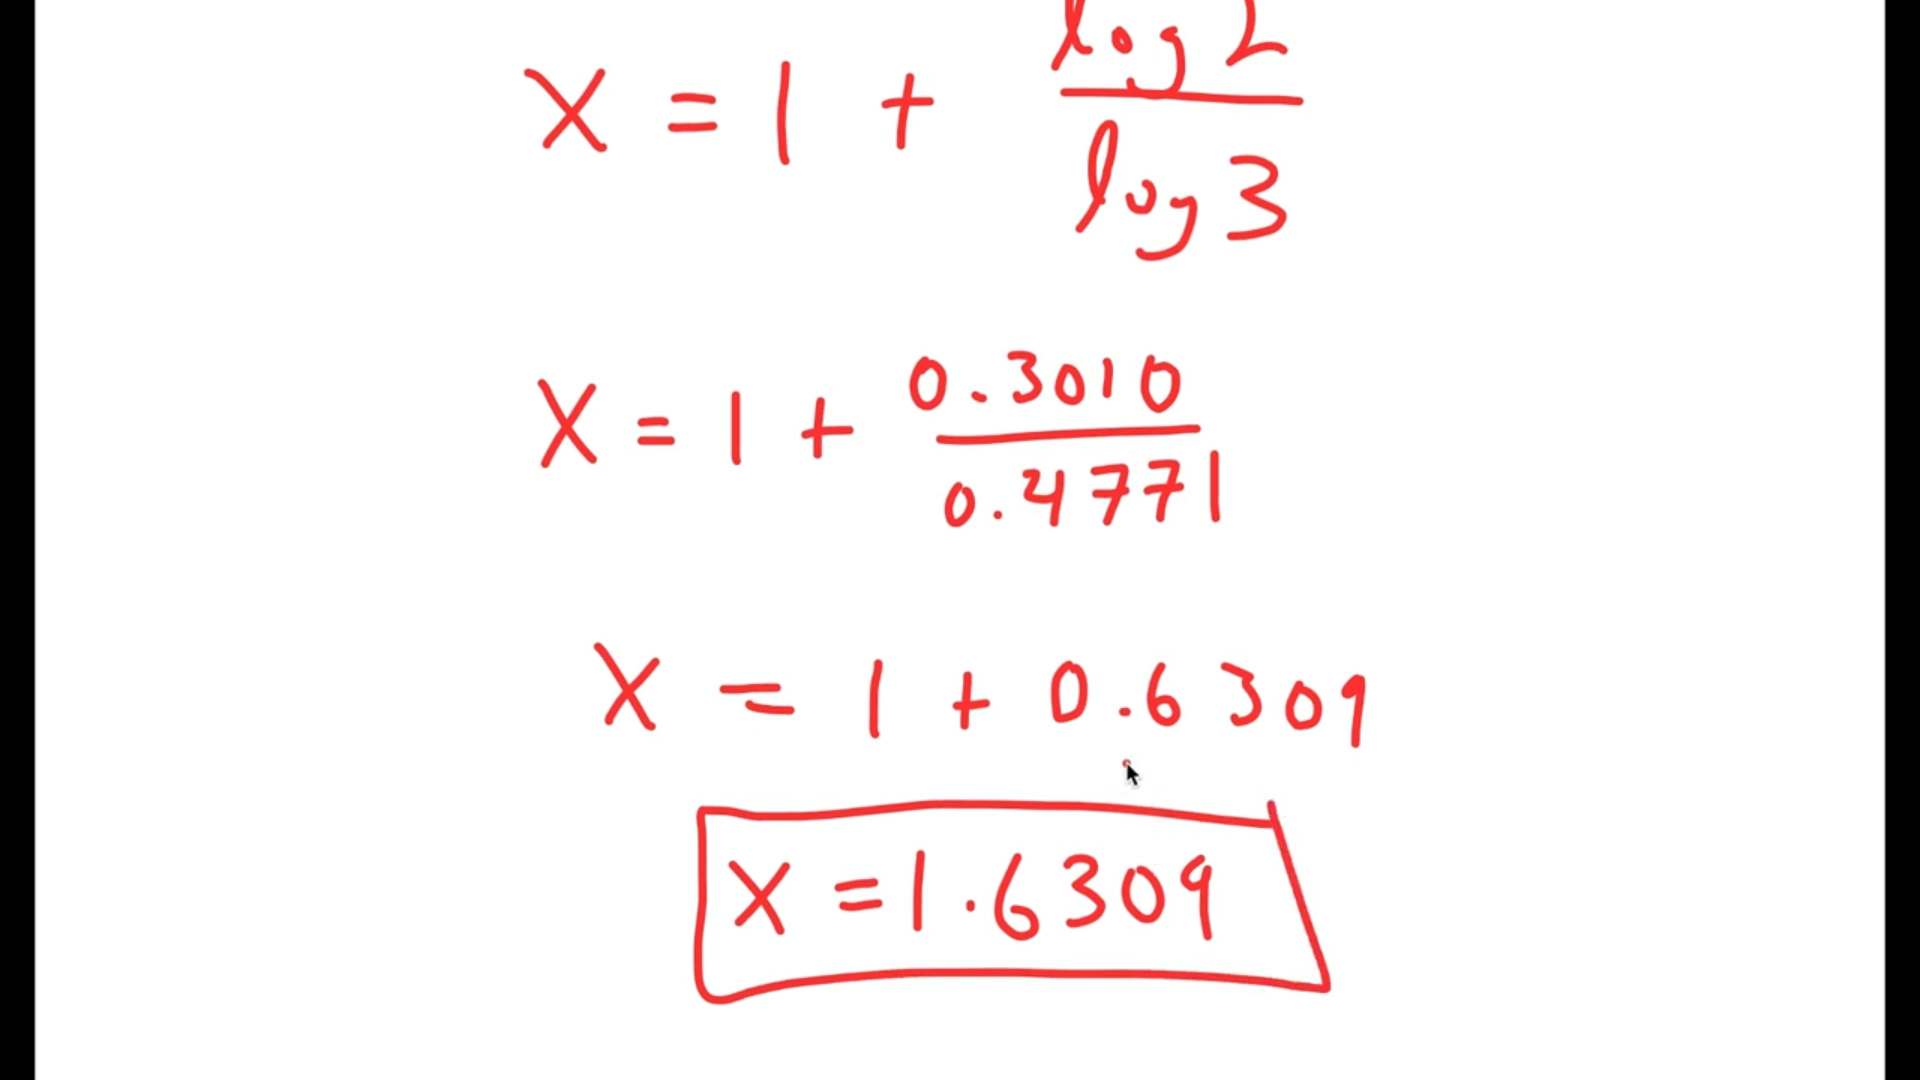 x = 1 + log 2 / log 3
x = 1 + 0.3010 / 0.4771
x = 1 + 0.6309
x = 1.6309